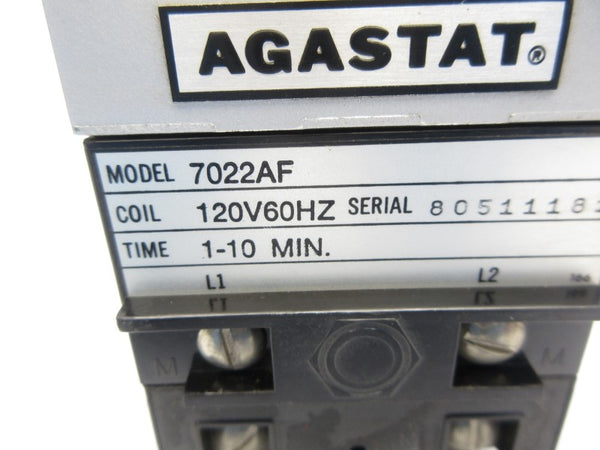 AGASTAT®
MODEL 7022AF
COIL 120V60HZ SERIAL 8051118
TIME 1-10 MIN.
L1 L2
M M